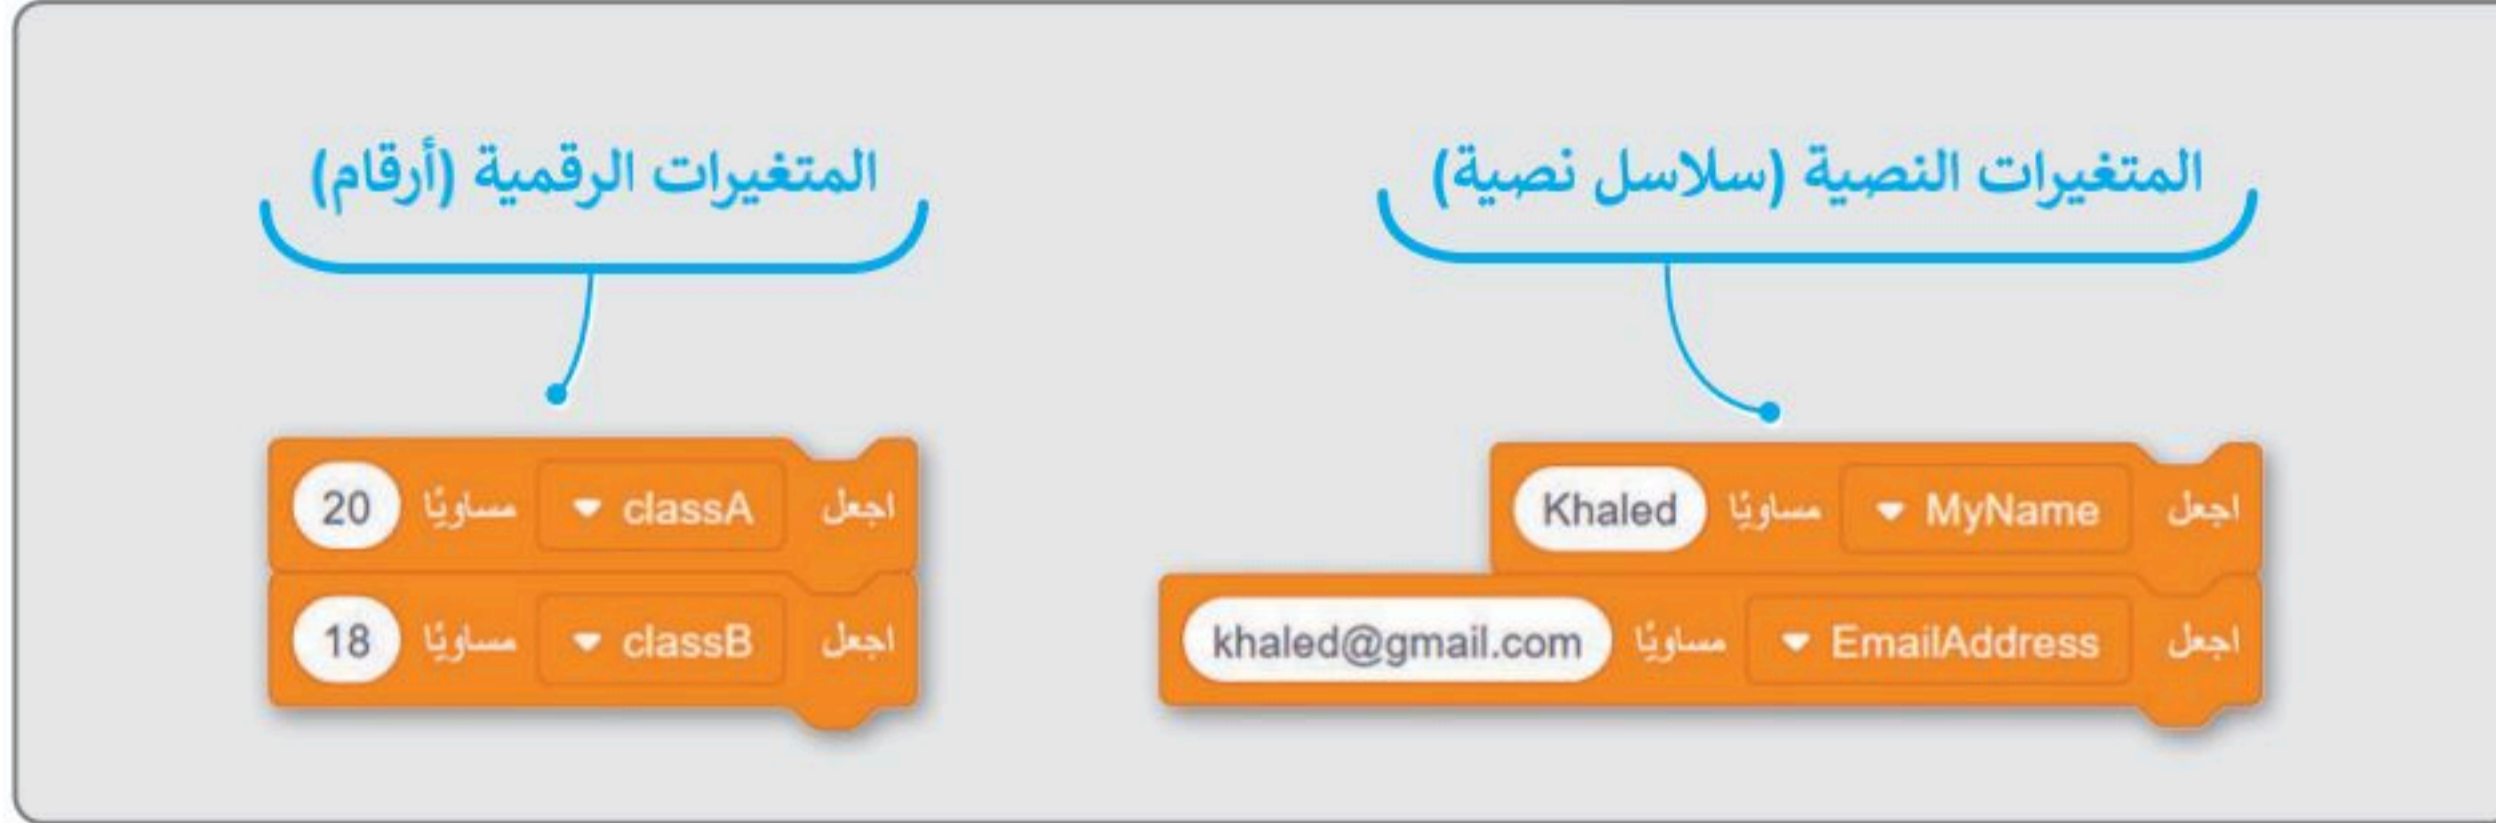 المتغيرات النصية (سلاسل نصية)
اجعل MyName مساويًا Khaled
اجعل EmailAddress مساويًا khaled@gmail.com
المتغيرات الرقمية (أرقام)
اجعل classA مساويًا 20
اجعل classB مساويًا 18